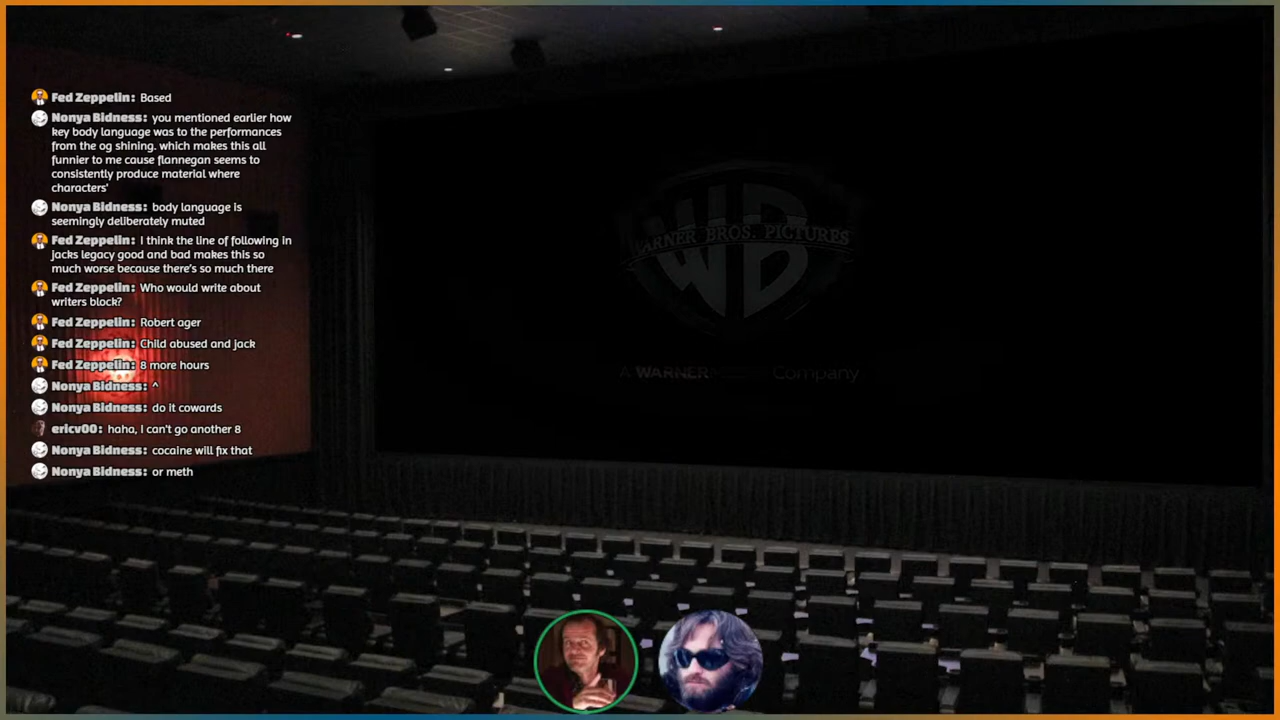 Fed Zeppelin: Based
Nonya Bidness: you mentioned earlier how
key body language was to the performances
from the og shining. which makes this all
funnier to me cause flannegan seems to
consistently produce material where
characters'
Nonya Bidness: body language is
seemingly deliberately muted
Fed Zeppelin: I think the line of following in
jacks legacy good and bad makes this so
much worse because there's so much there
Fed Zeppelin: Who would write about
writers block?
Fed Zeppelin: Robert ager
Fed Zeppelin: Child abused and jack
Fed Zeppelin: 8 more hours
Nonya Bidness: ^
Nonya Bidness: do it cowards
ericv00: haha, I can't go another 8
Nonya Bidness: cocaine will fix that
Nonya Bidness: or meth
WB
WARNER BROS. PICTURES
A WARNER Company